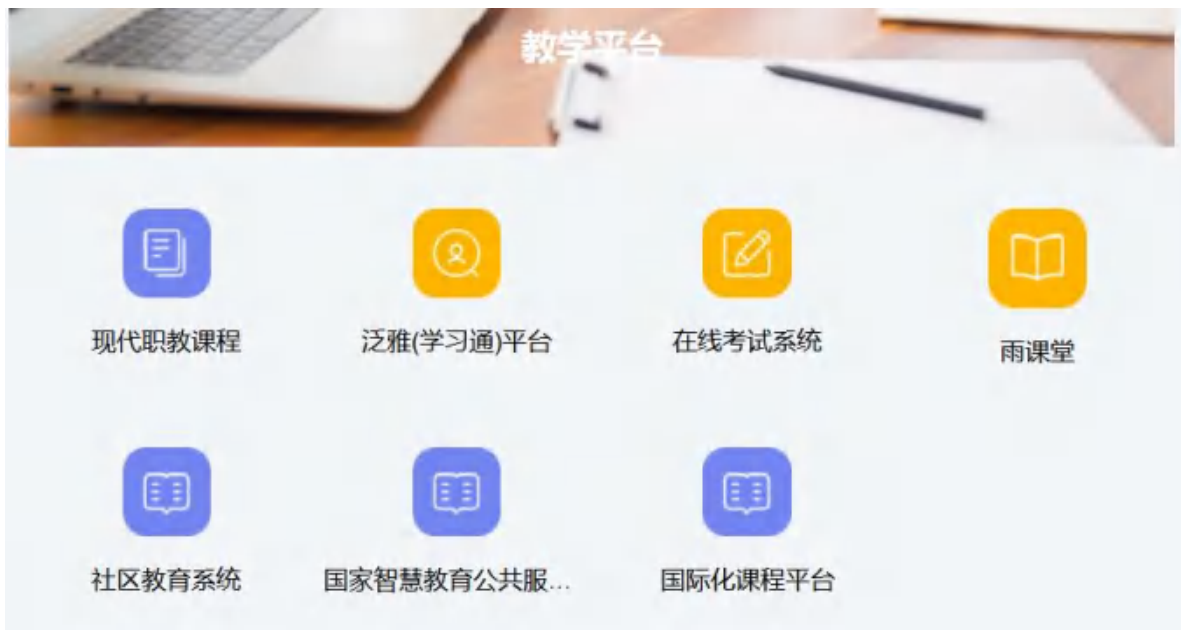 教学平台
现代职教课程
泛雅(学习通)平台
在线考试系统
雨课堂
社区教育系统
国家智慧教育公共服...
国际化课程平台